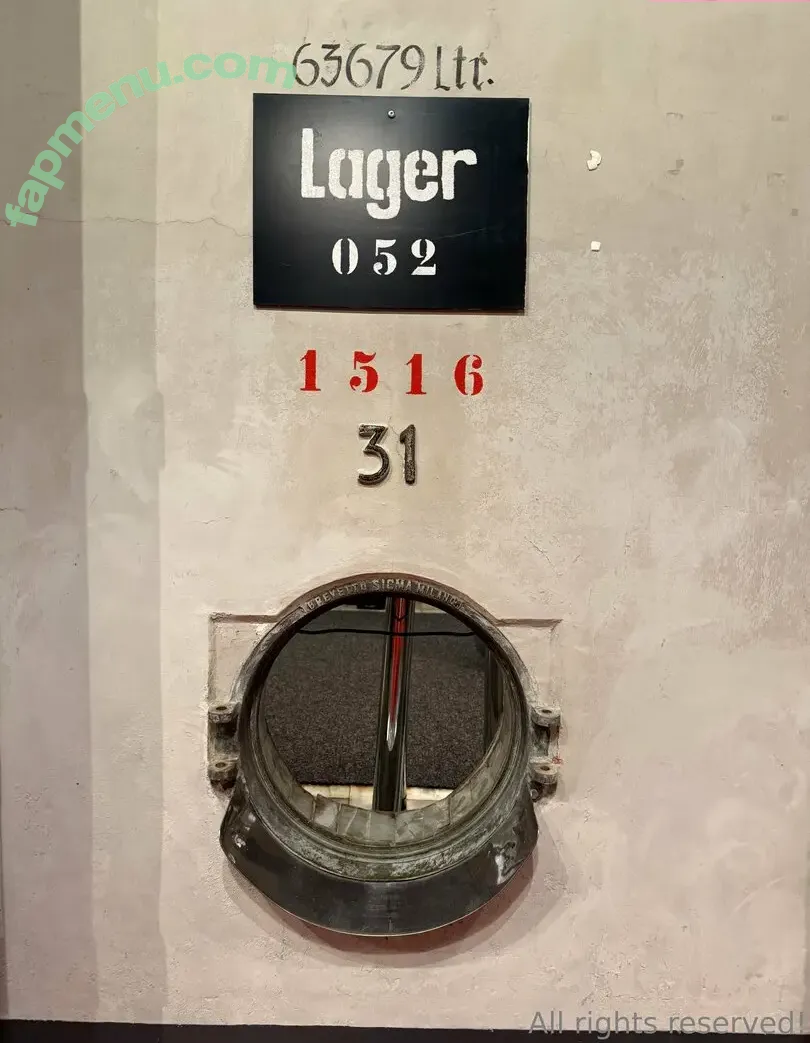 63679 Ltr.
Lager
052
1516
31
BREVETTO SIGMA MILANO
fapmenu.com
All rights reserved!